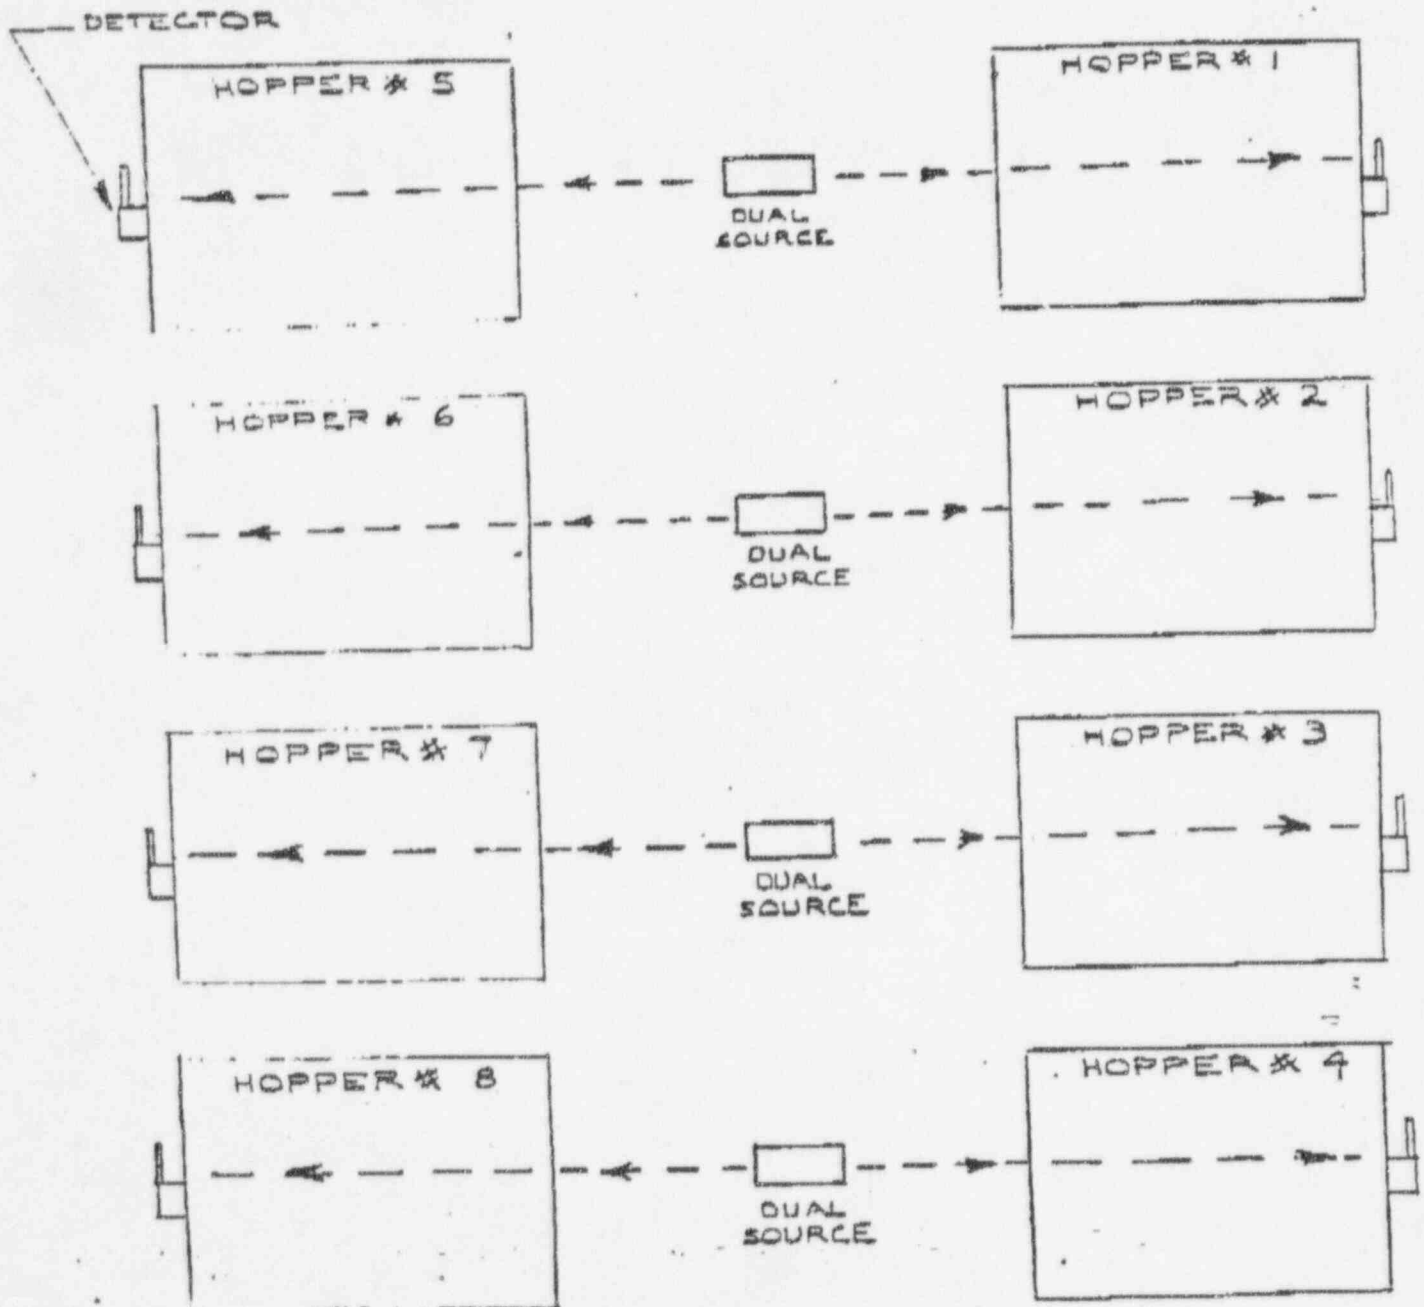 DETECTOR
HOPPER # 5
HOPPER # 1
DUAL
SOURCE
HOPPER # 6
HOPPER # 2
DUAL
SOURCE
HOPPER # 7
HOPPER # 3
DUAL
SOURCE
HOPPER # 8
HOPPER # 4
DUAL
SOURCE